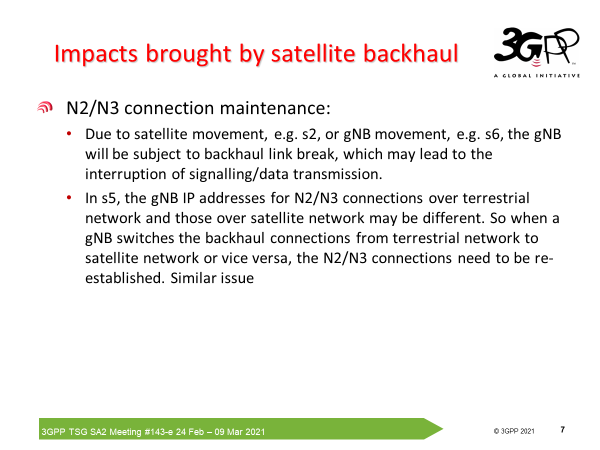 Impacts brought by satellite backhaul
3GPP
™
A GLOBAL INITIATIVE
N2/N3 connection maintenance:
• Due to satellite movement, e.g. s2, or gNB movement, e.g. s6, the gNB
will be subject to backhaul link break, which may lead to the
interruption of signalling/data transmission.
• In s5, the gNB IP addresses for N2/N3 connections over terrestrial
network and those over satellite network may be different. So when a
gNB switches the backhaul connections from terrestrial network to
satellite network or vice versa, the N2/N3 connections need to be re-
established. Similar issue
3GPP TSG SA2 Meeting #143-e 24 Feb – 09 Mar 2021
© 3GPP 2021
7